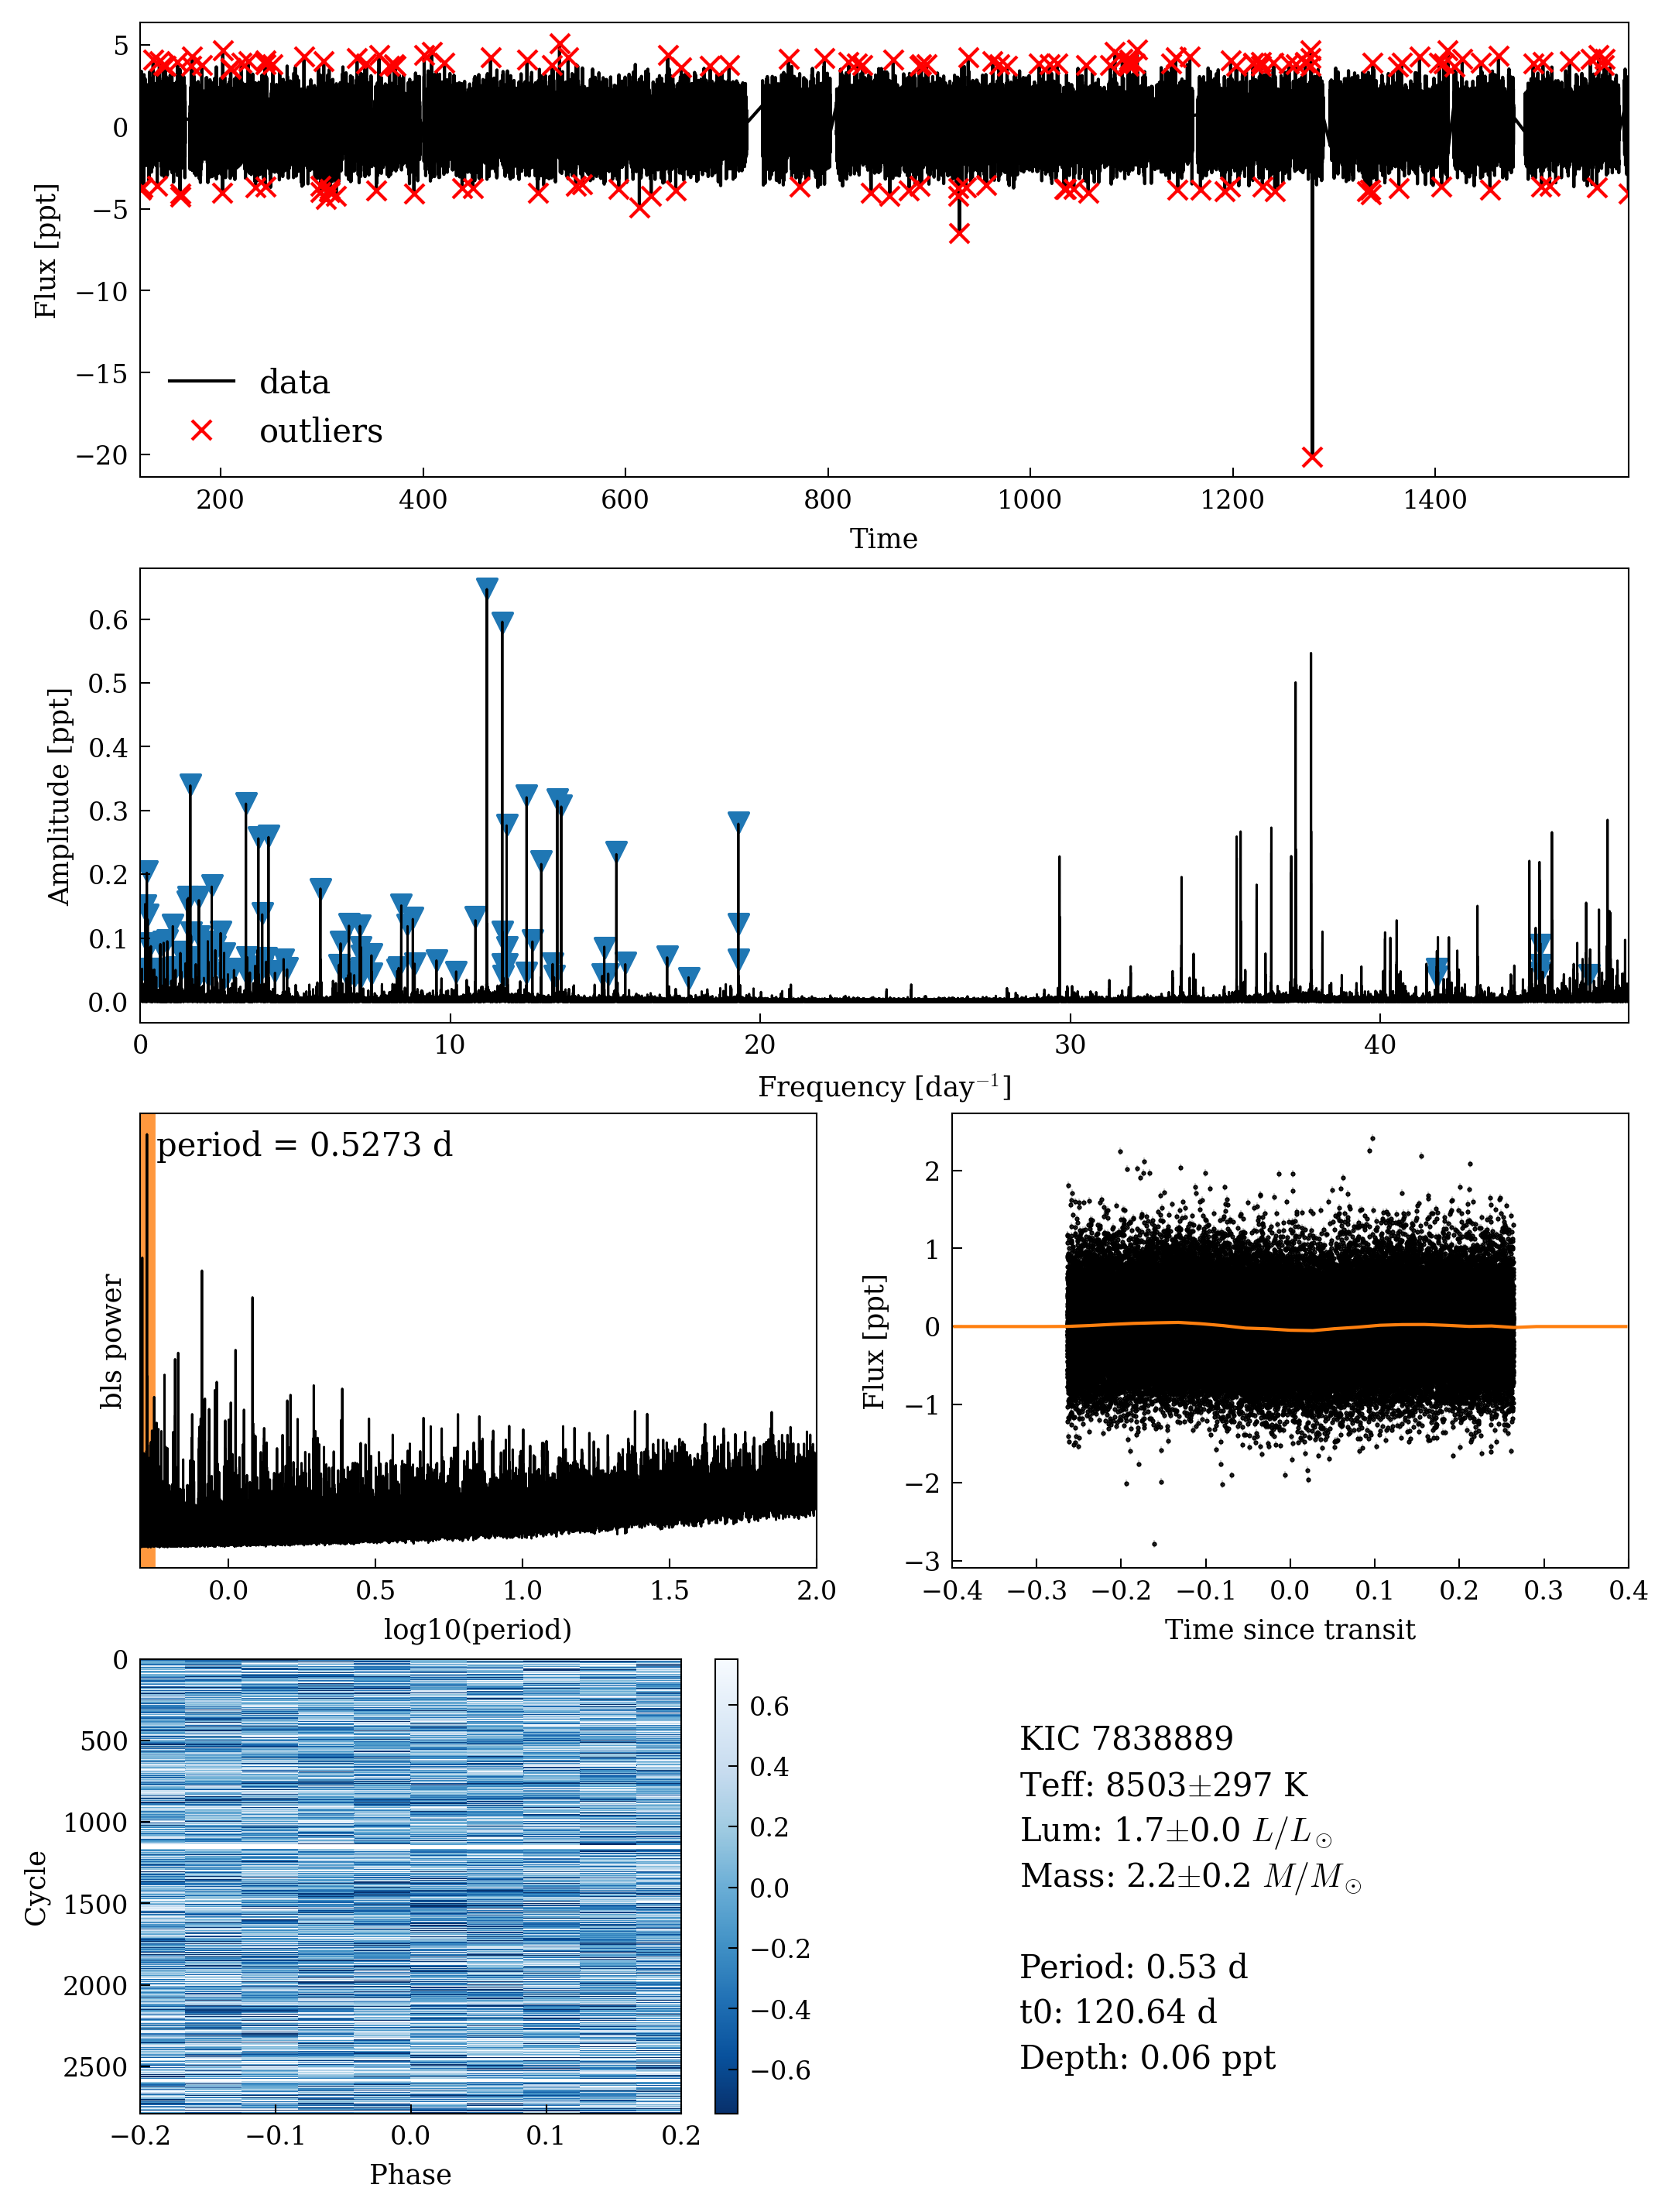 5
0
−5
−10
−15
−20
Flux [ppt]
data
outliers
200 400 600 800 1000 1200 1400
Time
0.6
0.5
0.4
0.3
0.2
0.1
0.0
Amplitude [ppt]
0 10 20 30 40
Frequency [day⁻¹]
period = 0.5273 d
bls power
0.0 0.5 1.0 1.5 2.0
log10(period)
2
1
0
−1
−2
−3
Flux [ppt]
−0.4 −0.3 −0.2 −0.1 0.0 0.1 0.2 0.3 0.4
Time since transit
0
500
1000
1500
2000
2500
Cycle
−0.2 −0.1 0.0 0.1 0.2
Phase
0.6
0.4
0.2
0.0
−0.2
−0.4
−0.6
KIC 7838889
Teff: 8503±297 K
Lum: 1.7±0.0 L/L☉
Mass: 2.2±0.2 M/M☉
Period: 0.53 d
t0: 120.64 d
Depth: 0.06 ppt